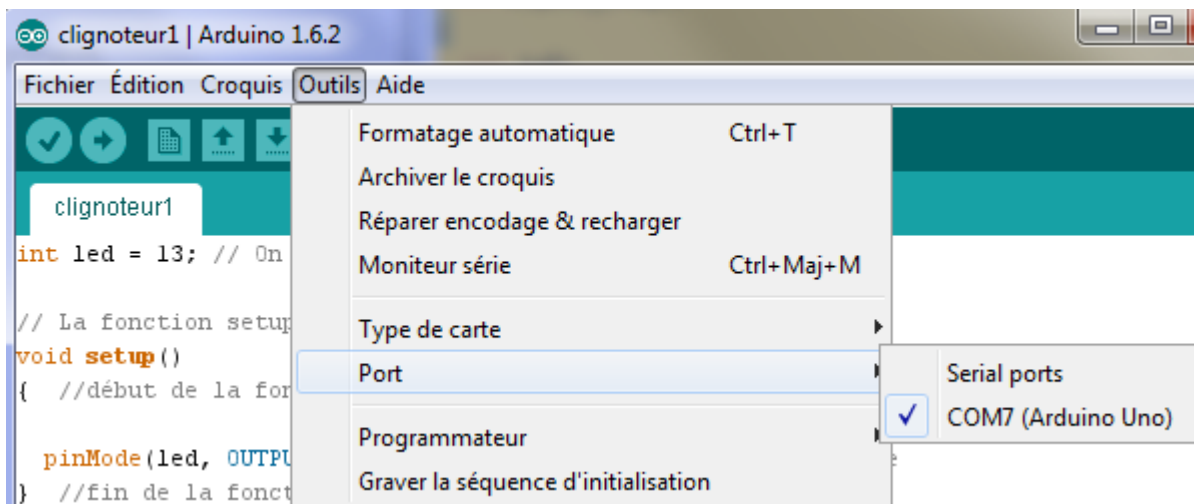 clignoteur1 | Arduino 1.6.2
Fichier Édition Croquis Outils Aide
Formatage automatique Ctrl+T
Archiver le croquis
clignoteur1
Réparer encodage & recharger
int led = 13; // On
Moniteur série Ctrl+Maj+M
// La fonction setup
Type de carte
void setup()
Port
Serial ports
{ //début de la fon
COM7 (Arduino Uno)
Programmateur
pinMode(led, OUTPU
Graver la séquence d'initialisation
} //fin de la fonct